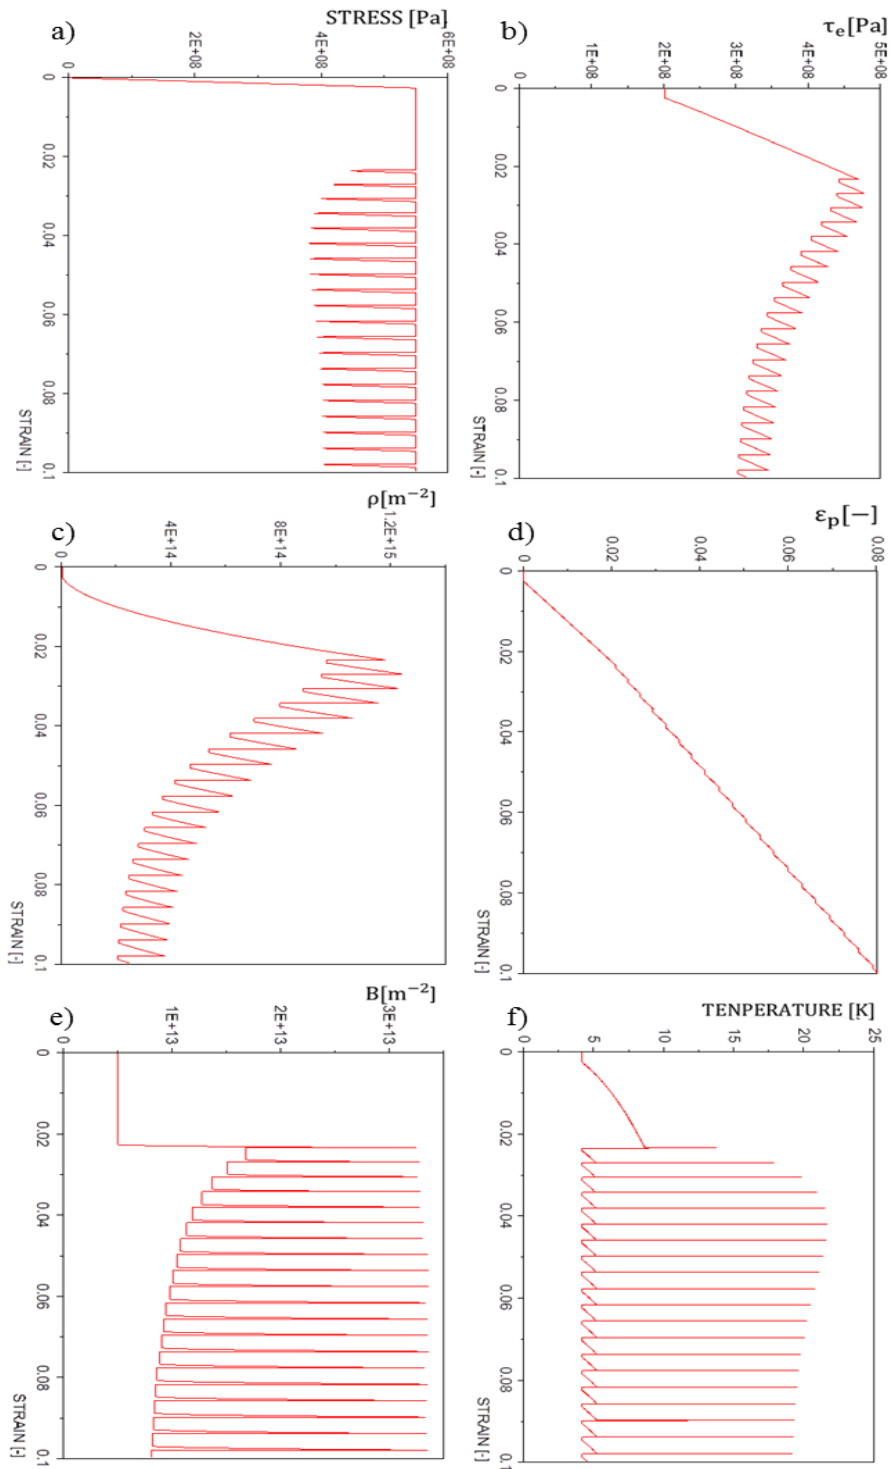 a)
STRESS [Pa]
0
2E+08
4E+08
6E+08
0
0.02
0.04
0.06
0.08
0.1
STRAIN [-]
b)
τₑ[Pa]
0
1E+08
2E+08
3E+08
4E+08
5E+08
0
0.02
0.04
0.06
0.08
0.1
STRAIN [-]
c)
ρ[m⁻²]
0
4E+14
8E+14
1.2E+15
0
0.02
0.04
0.06
0.08
0.1
STRAIN [-]
d)
εₚ[−]
0
0.02
0.04
0.06
0.08
0
0.02
0.04
0.06
0.08
0.1
STRAIN [-]
e)
B[m⁻²]
0
1E+13
2E+13
3E+13
0
0.02
0.04
0.06
0.08
0.1
STRAIN [-]
f)
TENPERATURE [K]
0
5
10
15
20
25
0
0.02
0.04
0.06
0.08
0.1
STRAIN [-]